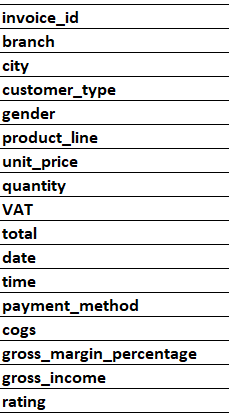 invoice_id
branch
city
customer_type
gender
product_line
unit_price
quantity
VAT
total
date
time
payment_method
cogs
gross_margin_percentage
gross_income
rating